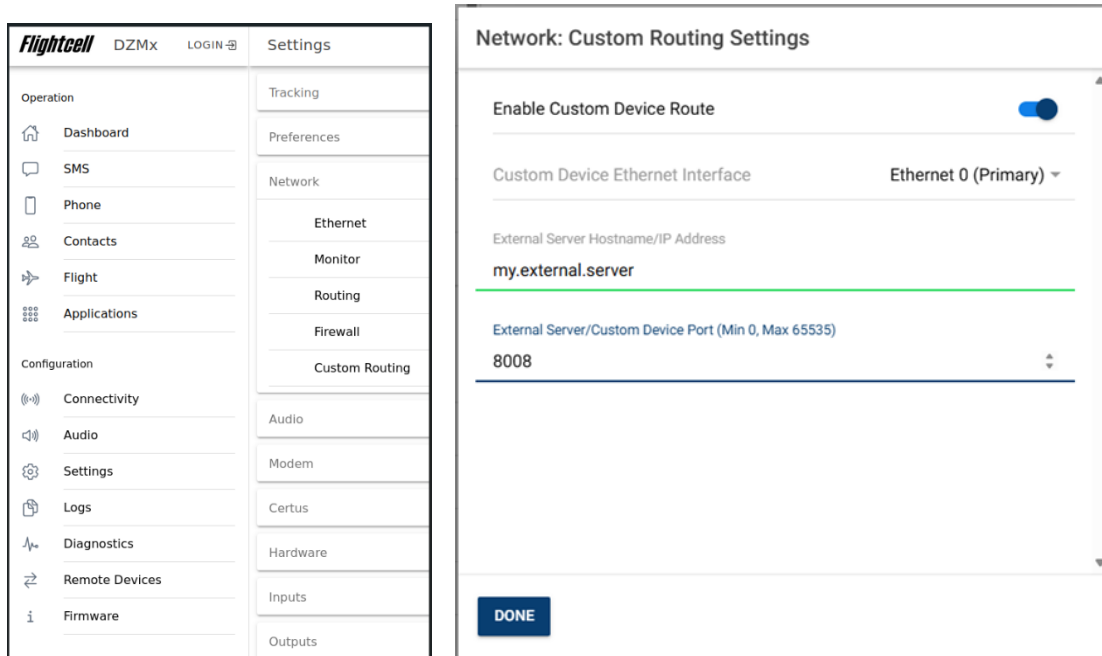 Flightcell DZMx LOGIN
Operation
Dashboard
SMS
Phone
Contacts
Flight
Applications
Configuration
Connectivity
Audio
Settings
Logs
Diagnostics
Remote Devices
Firmware
Settings
Tracking
Preferences
Network
Ethernet
Monitor
Routing
Firewall
Custom Routing
Audio
Modem
Certus
Hardware
Inputs
Outputs
Network: Custom Routing Settings
Enable Custom Device Route
Custom Device Ethernet Interface Ethernet 0 (Primary)
External Server Hostname/IP Address
my.external.server
External Server/Custom Device Port (Min 0, Max 65535)
8008
DONE